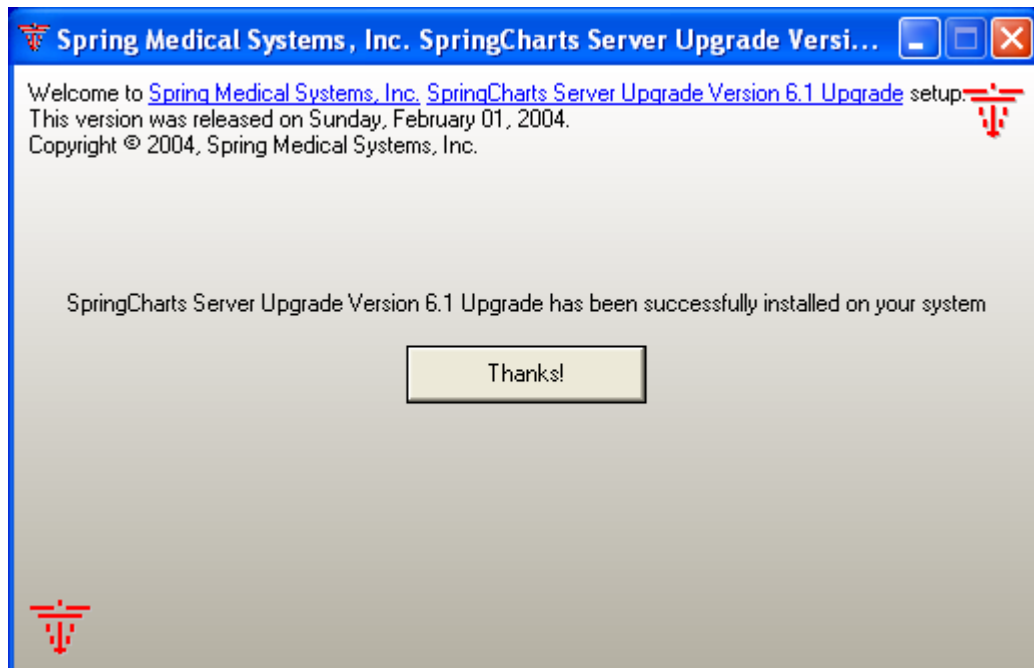 Spring Medical Systems, Inc. SpringCharts Server Upgrade Versi...
Welcome to Spring Medical Systems, Inc. SpringCharts Server Upgrade Version 6.1 Upgrade setup.
This version was released on Sunday, February 01, 2004.
Copyright © 2004, Spring Medical Systems, Inc.
SpringCharts Server Upgrade Version 6.1 Upgrade has been successfully installed on your system
Thanks!